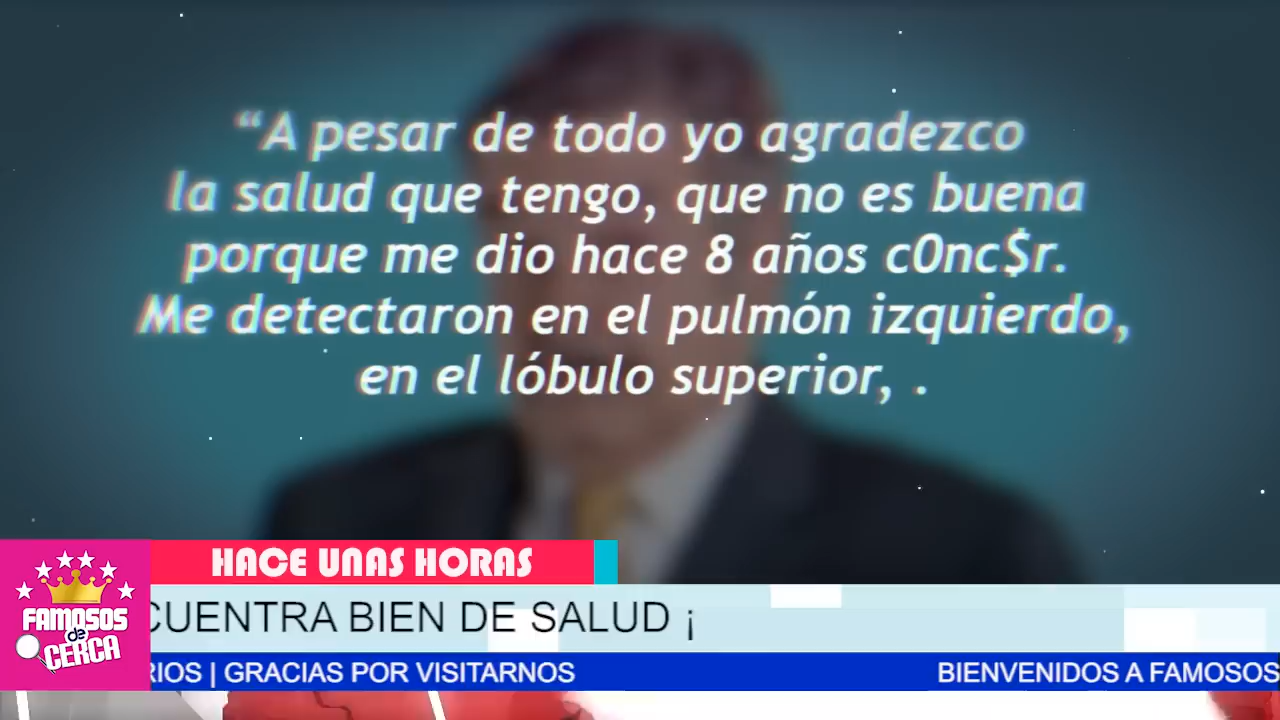 “A pesar de todo yo agradezco
la salud que tengo, que no es buena
porque me dio hace 8 años c0nc$r.
Me detectaron en el pulmón izquierdo,
en el lóbulo superior, .
HACE UNAS HORAS
CUENTRA BIEN DE SALUD ¡
FAMOSOS
de
CERCA
RIOS | GRACIAS POR VISITARNOS
BIENVENIDOS A FAMOSOS